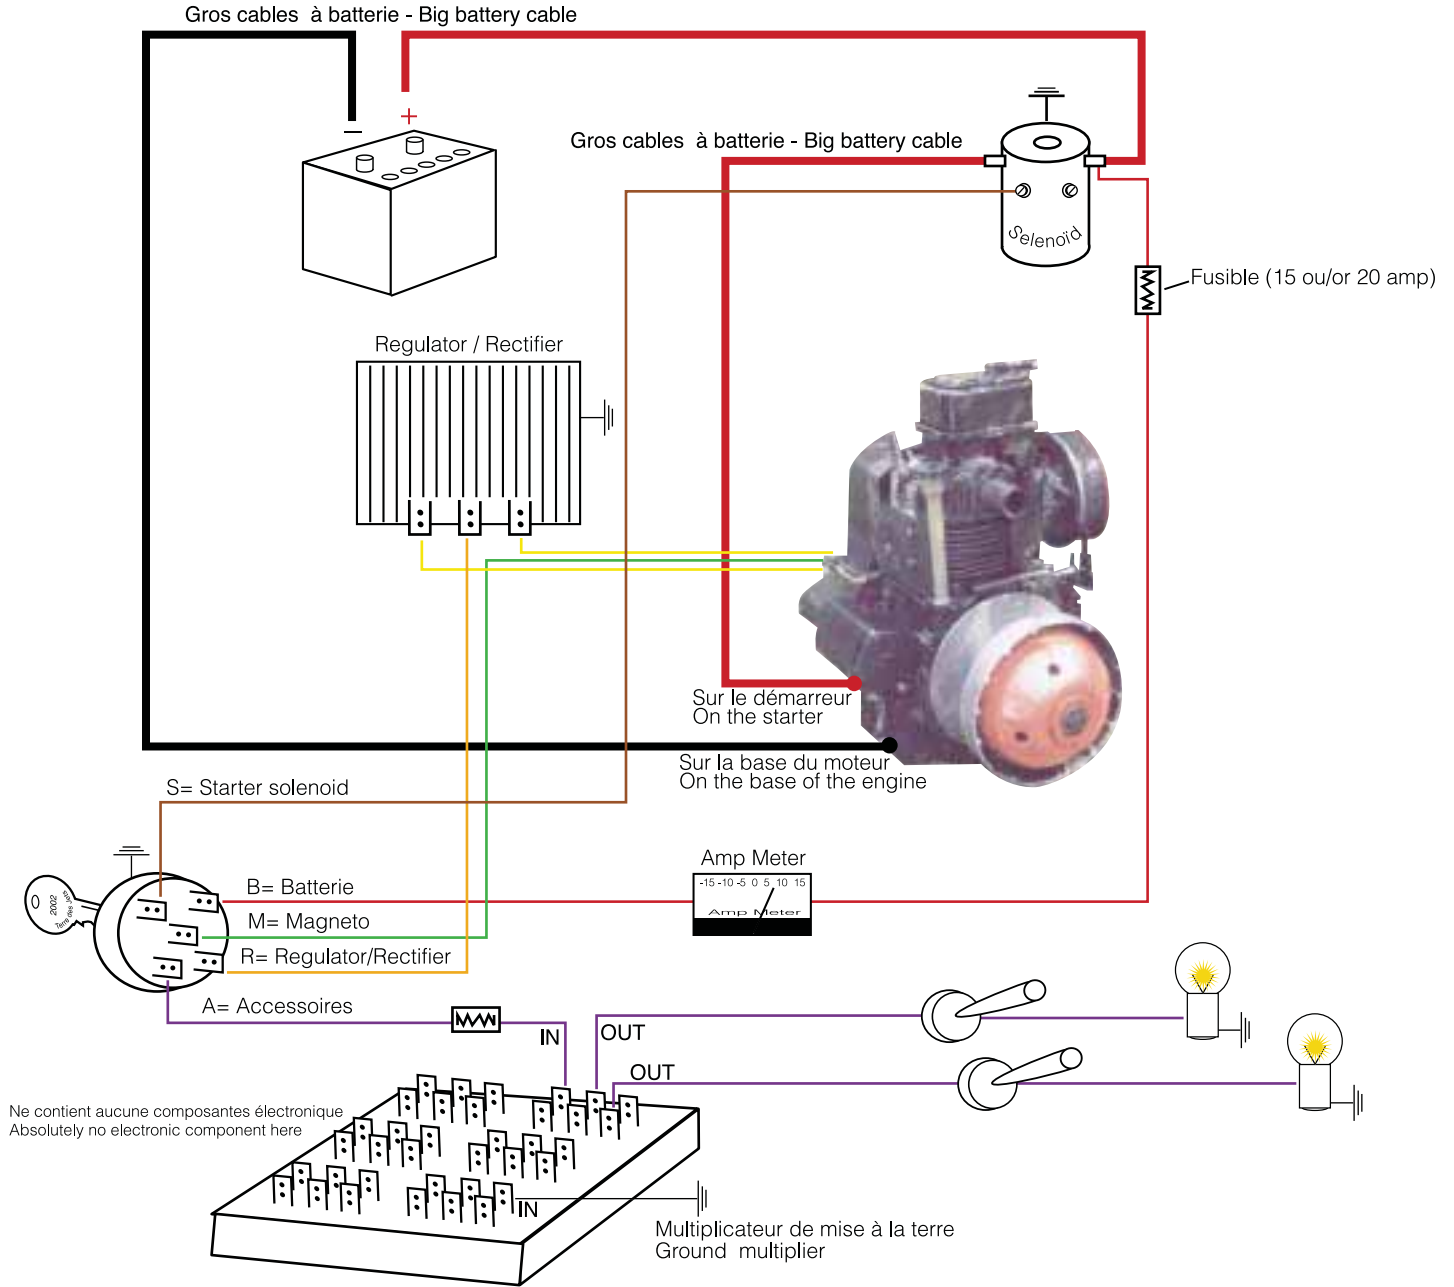 Gros cables à batterie - Big battery cable
− +
Gros cables à batterie - Big battery cable
Selenoïd
Fusible (15 ou/or 20 amp)
Regulator / Rectifier
Sur le démarreur
On the starter
Sur la base du moteur
On the base of the engine
S= Starter solenoid
Amp Meter
-15 -10 -5 0 5 10 15
Amp Meter
B= Batterie
2002
Terre des
M= Magneto
R= Regulator/Rectifier
A= Accessoires
IN
OUT
OUT
Ne contient aucune composantes électronique
Absolutely no electronic component here
IN
Multiplicateur de mise à la terre
Ground multiplier